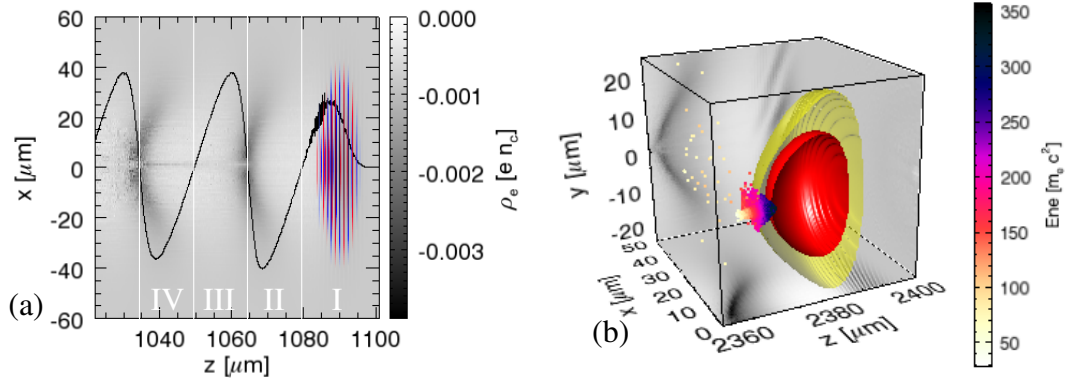 60
40
20
0
-20
-40
-60
x [μm]
1040 1060 1080 1100
z [μm]
IV III II I
(a)
0.000
-0.001
-0.002
-0.003
ρe [e nc]
20
10
0
-10
-20
y [μm]
50
40
30
20
10
0
x [μm]
2360 2380 2400
z [μm]
(b)
350
300
250
200
150
100
50
Ene [me c²]